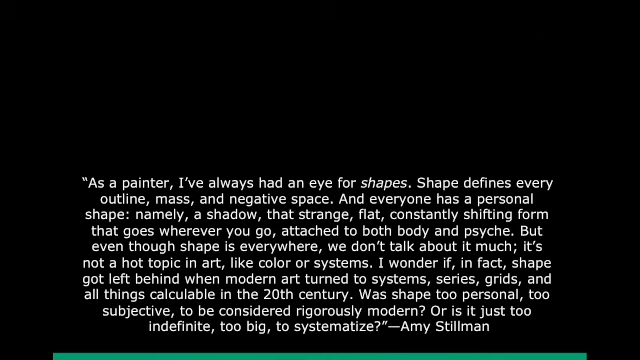 “As a painter, I’ve always had an eye for shapes. Shape defines every
outline, mass, and negative space. And everyone has a personal
shape: namely, a shadow, that strange, flat, constantly shifting form
that goes wherever you go, attached to both body and psyche. But
even though shape is everywhere, we don’t talk about it much; it’s
not a hot topic in art, like color or systems. I wonder if, in fact, shape
got left behind when modern art turned to systems, series, grids, and
all things calculable in the 20th century. Was shape too personal, too
subjective, to be considered rigorously modern? Or is it just too
indefinite, too big, to systematize?”—Amy Stillman